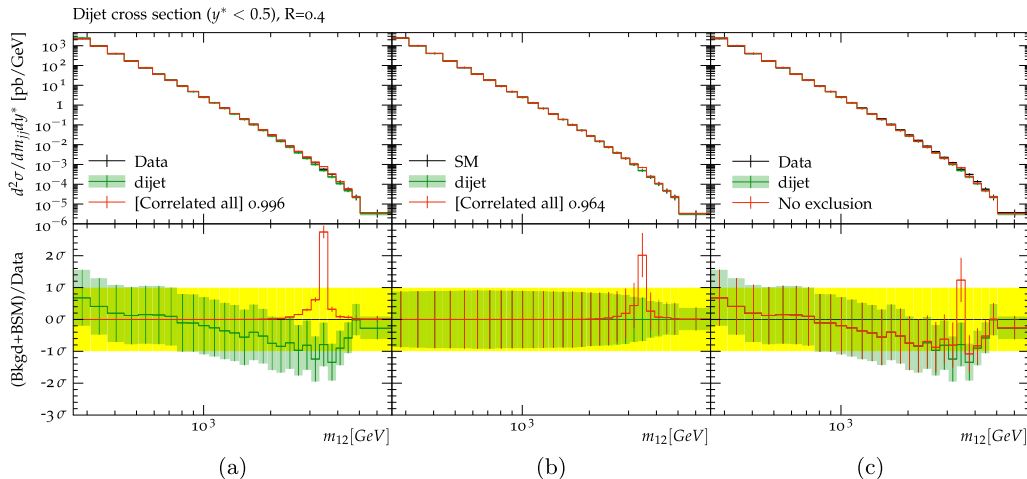 Dijet cross section (y* < 0.5), R=0.4
d²σ/dm_jj dy* [pb/GeV]
10³
10²
10¹
1
10⁻¹
10⁻²
10⁻³
10⁻⁴
10⁻⁵
10⁻⁶
Data
dijet
[Correlated all] 0.996
SM
dijet
[Correlated all] 0.964
Data
dijet
No exclusion
(Bkgd+BSM)/Data
2σ
1σ
0σ
-1σ
-2σ
-3σ
10³
m₁₂[GeV]
10³
m₁₂[GeV]
10³
m₁₂[GeV]
(a)
(b)
(c)